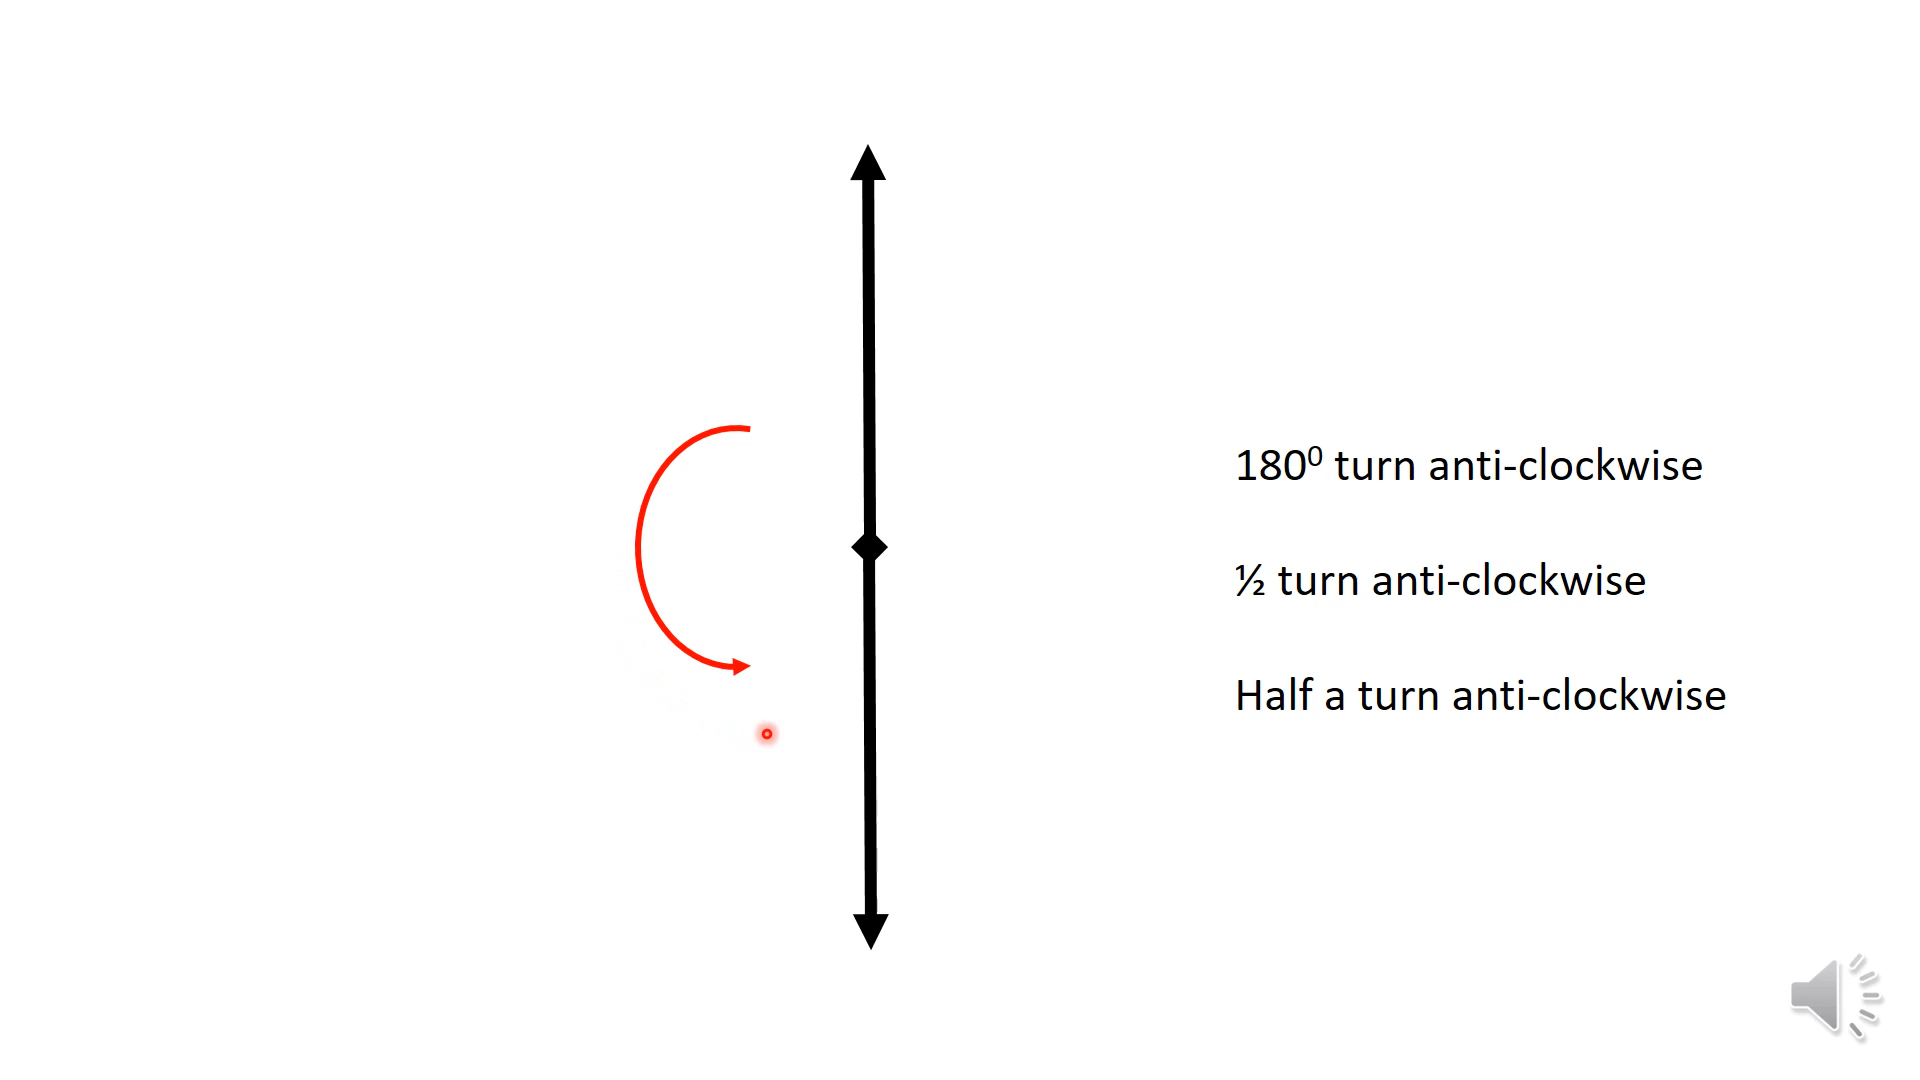 180⁰ turn anti-clockwise
½ turn anti-clockwise
Half a turn anti-clockwise